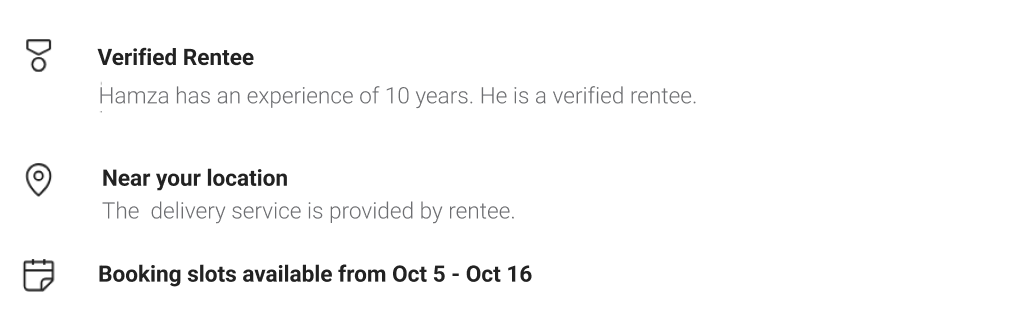 Verified Rentee
Hamza has an experience of 10 years. He is a verified rentee.
Near your location
The delivery service is provided by rentee.
Booking slots available from Oct 5 - Oct 16